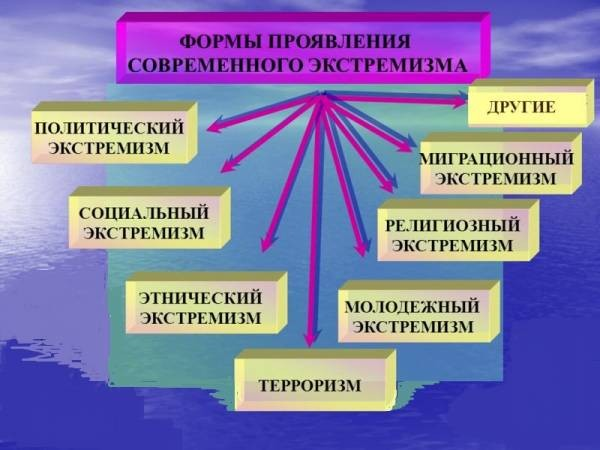 ФОРМЫ ПРОЯВЛЕНИЯ
СОВРЕМЕННОГО ЭКСТРЕМИЗМА
ДРУГИЕ
ПОЛИТИЧЕСКИЙ
ЭКСТРЕМИЗМ
МИГРАЦИОННЫЙ
ЭКСТРЕМИЗМ
СОЦИАЛЬНЫЙ
ЭКСТРЕМИЗМ
РЕЛИГИОЗНЫЙ
ЭКСТРЕМИЗМ
ЭТНИЧЕСКИЙ
ЭКСТРЕМИЗМ
МОЛОДЕЖНЫЙ
ЭКСТРЕМИЗМ
ТЕРРОРИЗМ